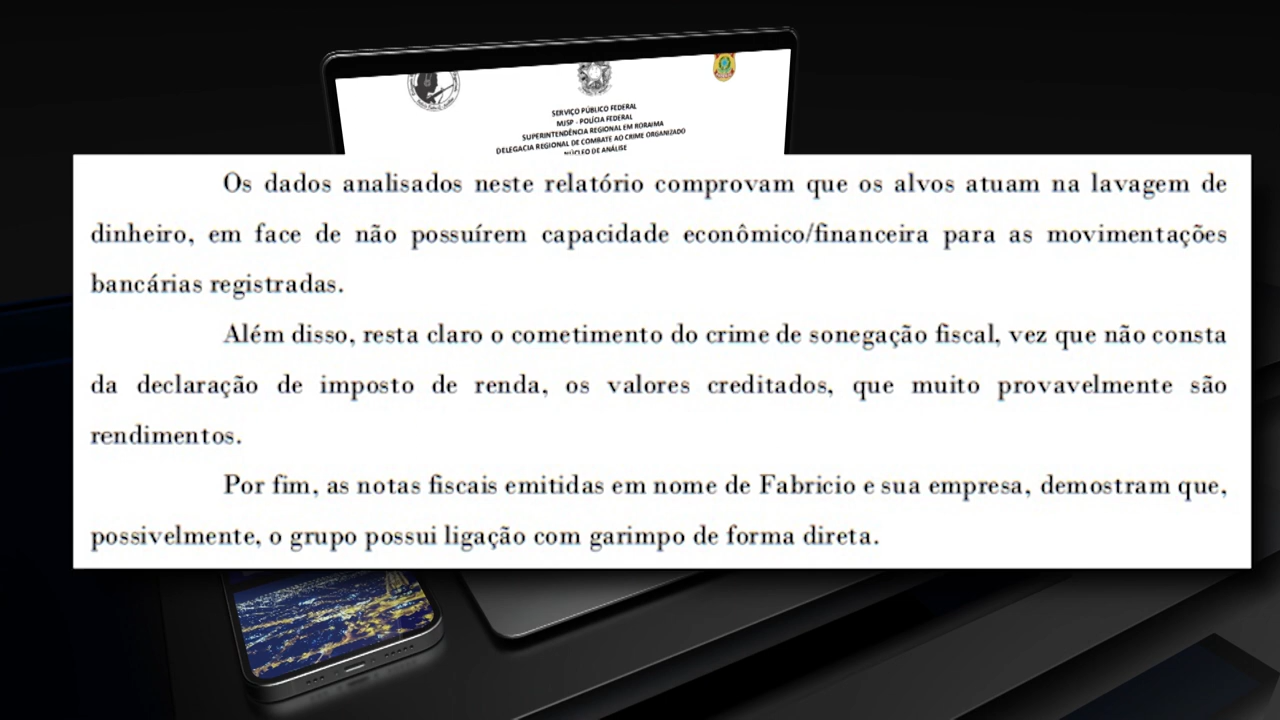 SERVIÇO PÚBLICO FEDERAL
MJSP - POLÍCIA FEDERAL
SUPERINTENDÊNCIA REGIONAL EM RORAIMA
DELEGACIA REGIONAL DE COMBATE AO CRIME ORGANIZADO
NÚCLEO DE ANÁLISE
Os dados analisados neste relatório comprovam que os alvos atuam na lavagem de
dinheiro, em face de não possuírem capacidade econômico/financeira para as movimentações
bancárias registradas.
Além disso, resta claro o cometimento do crime de sonegação fiscal, vez que não consta
da declaração de imposto de renda, os valores creditados, que muito provavelmente são
rendimentos.
Por fim, as notas fiscais emitidas em nome de Fabricio e sua empresa, demostram que,
possivelmente, o grupo possui ligação com garimpo de forma direta.